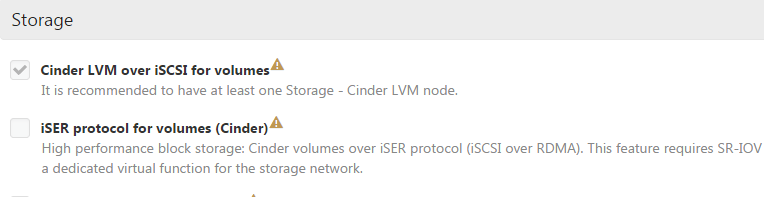 Storage
Cinder LVM over iSCSI for volumes
It is recommended to have at least one Storage - Cinder LVM node.
iSER protocol for volumes (Cinder)
High performance block storage: Cinder volumes over iSER protocol (iSCSI over RDMA). This feature requires SR-IOV
a dedicated virtual function for the storage network.